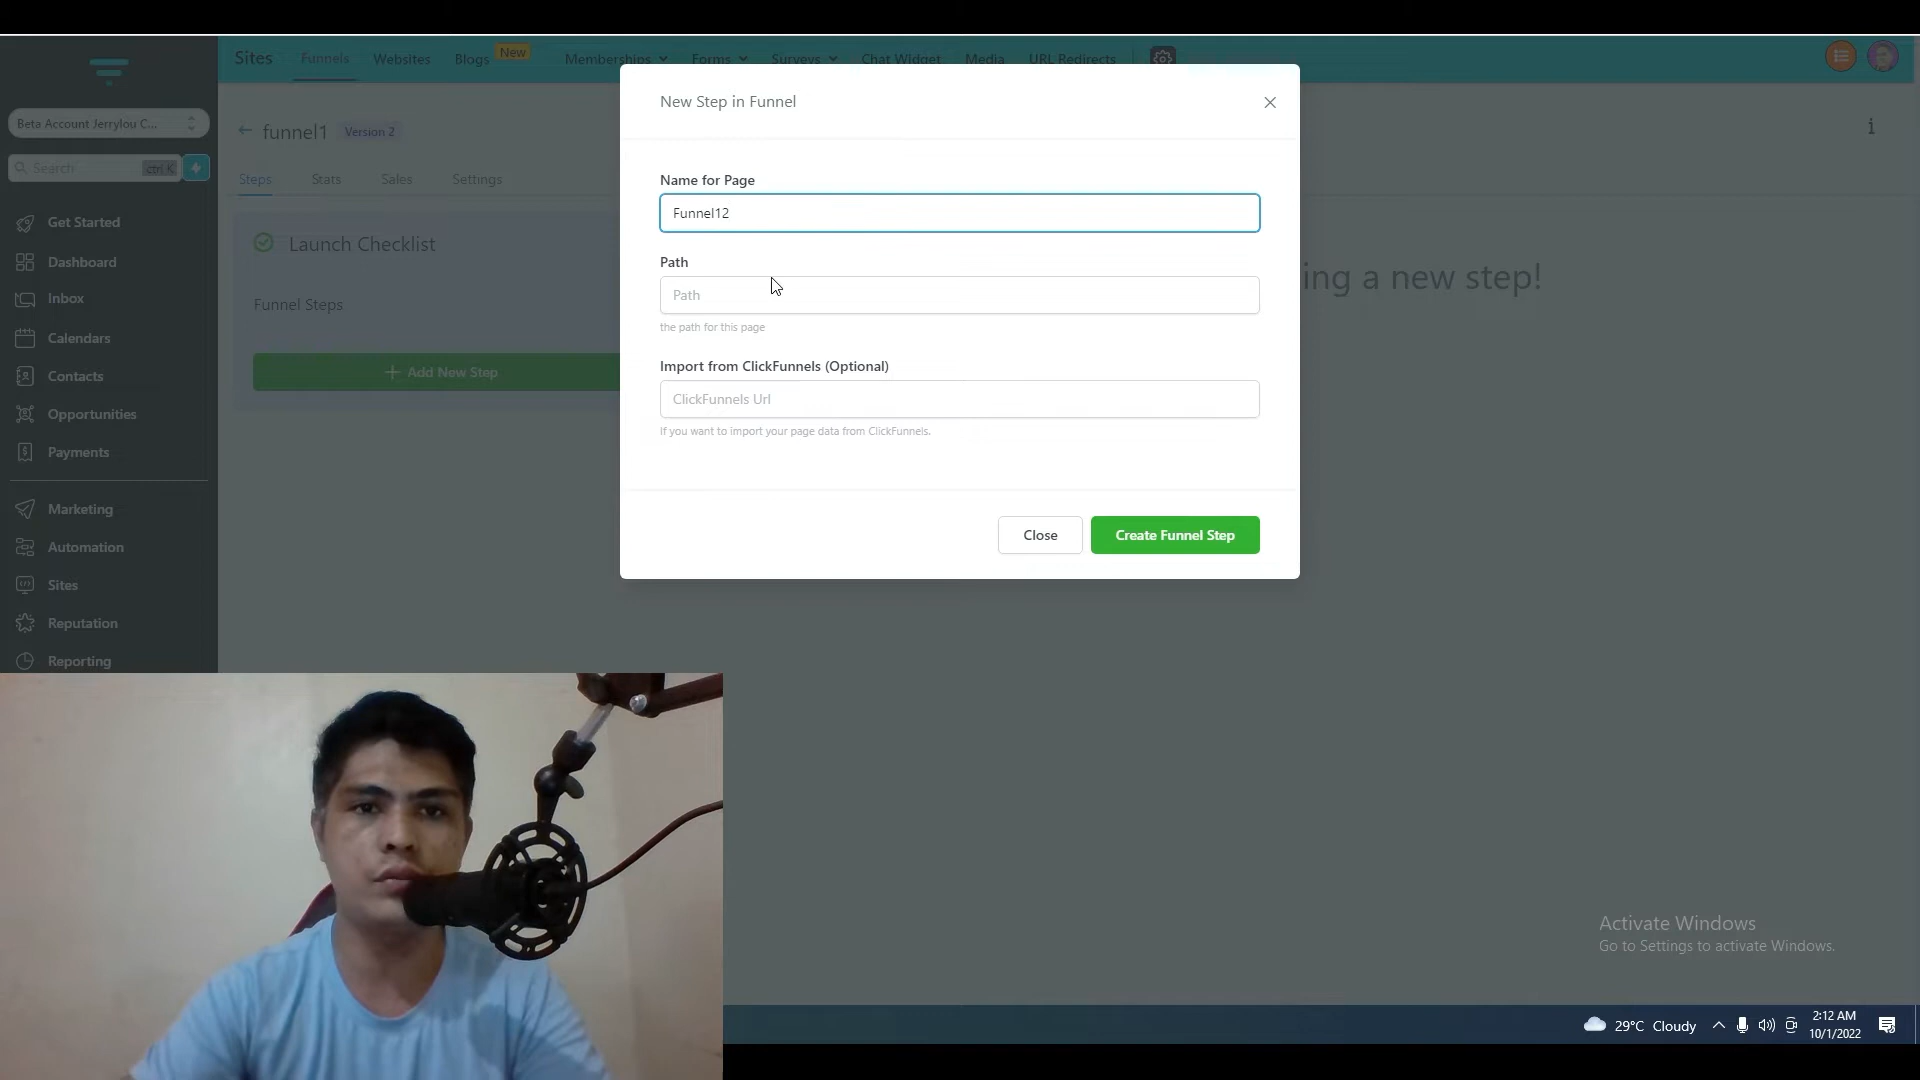 Sites
Funnels
Websites
Blogs
New
Memberships
Forms
Surveys
Chat Widget
Media
URL Redirects
Beta Account Jerrylou C...
Search
ctrl K
Get Started
Dashboard
Inbox
Calendars
Contacts
Opportunities
Payments
Marketing
Automation
Sites
Reputation
Reporting
funnel1
Version 2
Steps
Stats
Sales
Settings
Launch Checklist
Funnel Steps
+ Add New Step
ing a new step!
New Step in Funnel
Name for Page
Funnel12
Path
Path
the path for this page
Import from ClickFunnels (Optional)
ClickFunnels Url
If you want to import your page data from ClickFunnels.
Close
Create Funnel Step
Activate Windows
Go to Settings to activate Windows.
29°C Cloudy
2:12 AM
10/1/2022